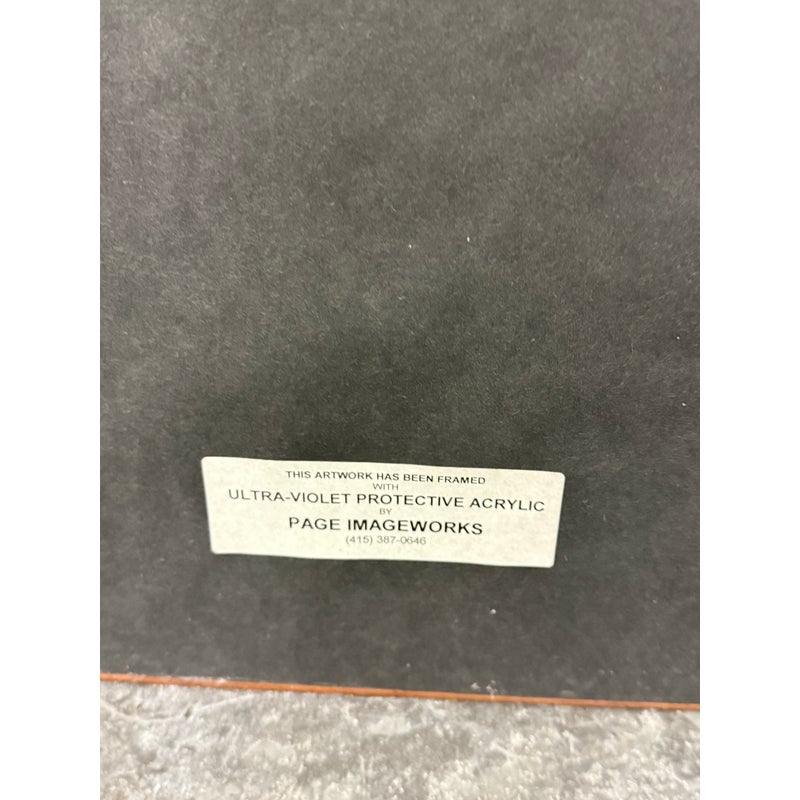 THIS ARTWORK HAS BEEN FRAMED
WITH
ULTRA-VIOLET PROTECTIVE ACRYLIC
BY
PAGE IMAGEWORKS
(415) 387-0646